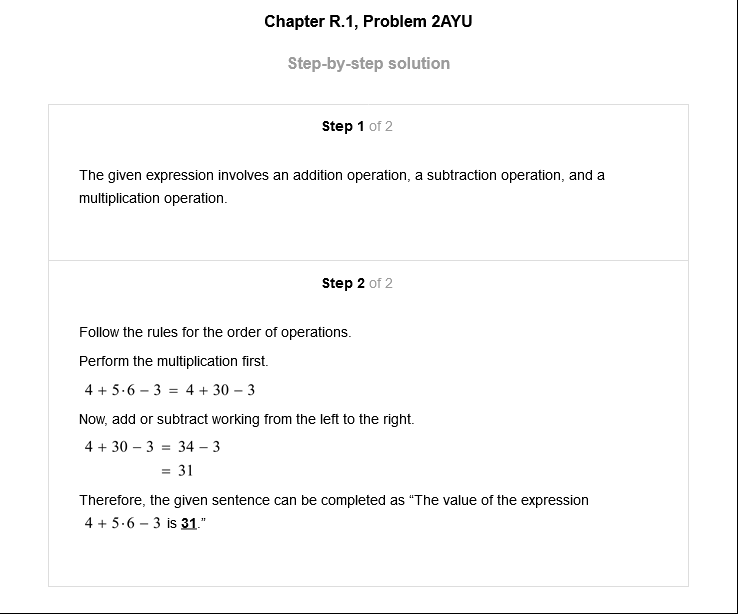 Chapter R.1, Problem 2AYU
Step-by-step solution
Step 1 of 2
The given expression involves an addition operation, a subtraction operation, and a
multiplication operation.
Step 2 of 2
Follow the rules for the order of operations.
Perform the multiplication first.
4 + 5·6 − 3 = 4 + 30 − 3
Now, add or subtract working from the left to the right.
4 + 30 − 3 = 34 − 3
= 31
Therefore, the given sentence can be completed as “The value of the expression
4 + 5·6 − 3 is 31.”